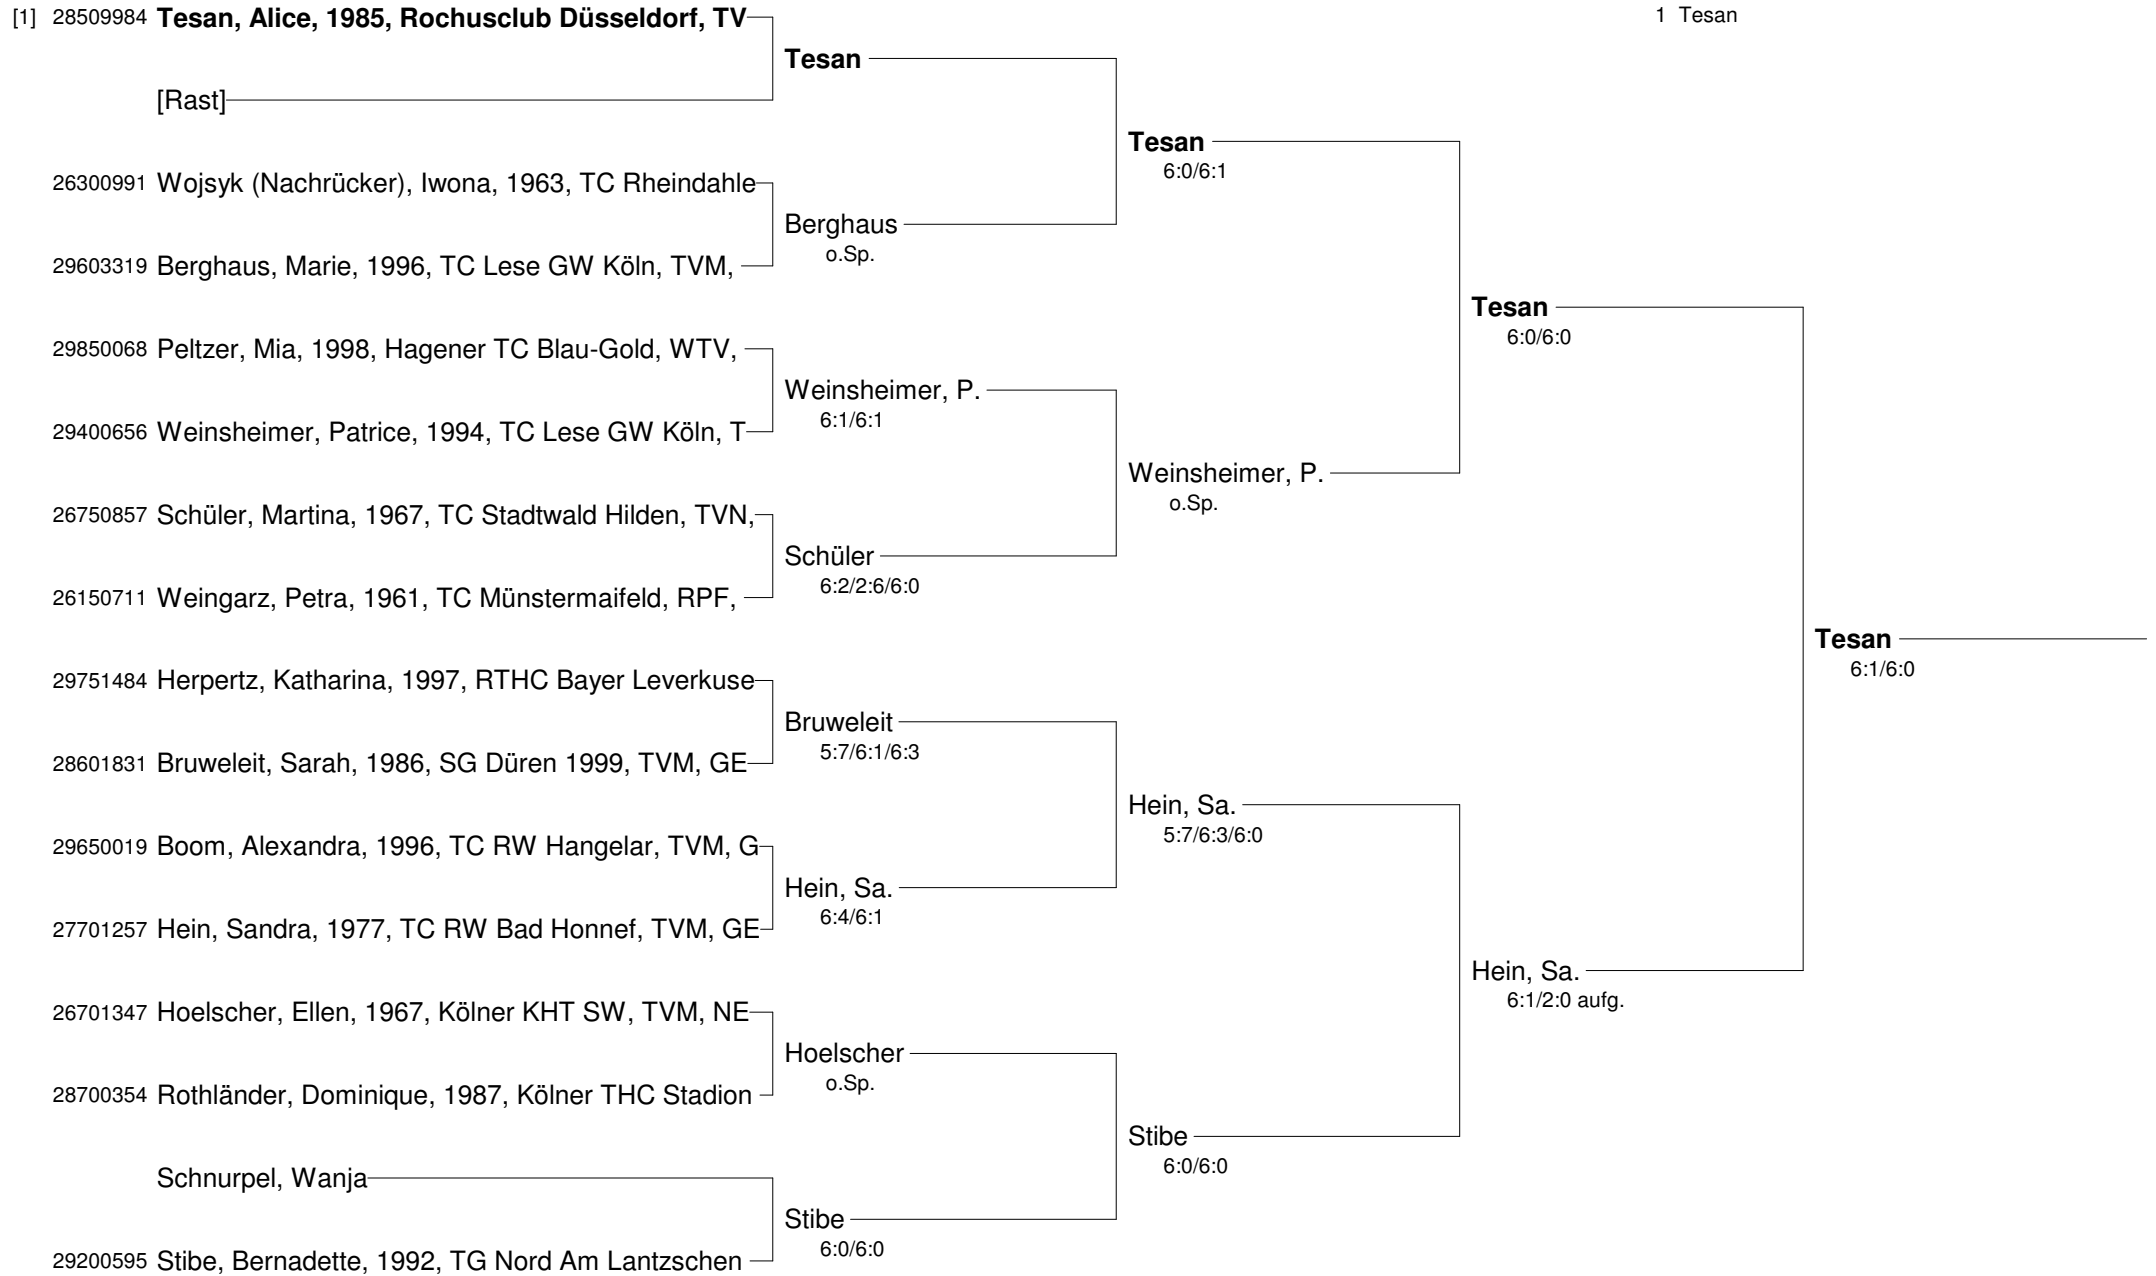 [1] 28509984 Tesan, Alice, 1985, Rochusclub Düsseldorf, TV
1 Tesan
Tesan
[Rast]
Tesan
6:0/6:1
26300991 Wojsyk (Nachrücker), Iwona, 1963, TC Rheindahle
Berghaus
o.Sp.
29603319 Berghaus, Marie, 1996, TC Lese GW Köln, TVM,
Tesan
6:0/6:0
29850068 Peltzer, Mia, 1998, Hagener TC Blau-Gold, WTV,
Weinsheimer, P.
6:1/6:1
29400656 Weinsheimer, Patrice, 1994, TC Lese GW Köln, T
Weinsheimer, P.
o.Sp.
26750857 Schüler, Martina, 1967, TC Stadtwald Hilden, TVN,
Schüler
6:2/2:6/6:0
26150711 Weingarz, Petra, 1961, TC Münstermaifeld, RPF,
Tesan
6:1/6:0
29751484 Herpertz, Katharina, 1997, RTHC Bayer Leverkuse
Bruweleit
5:7/6:1/6:3
28601831 Bruweleit, Sarah, 1986, SG Düren 1999, TVM, GE
Hein, Sa.
5:7/6:3/6:0
29650019 Boom, Alexandra, 1996, TC RW Hangelar, TVM, G
Hein, Sa.
6:4/6:1
27701257 Hein, Sandra, 1977, TC RW Bad Honnef, TVM, GE
Hein, Sa.
6:1/2:0 aufg.
26701347 Hoelscher, Ellen, 1967, Kölner KHT SW, TVM, NE
Hoelscher
o.Sp.
28700354 Rothländer, Dominique, 1987, Kölner THC Stadion
Stibe
6:0/6:0
Schnurpel, Wanja
Stibe
6:0/6:0
29200595 Stibe, Bernadette, 1992, TG Nord Am Lantzschen